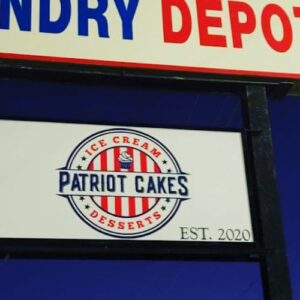 NDRY DEPOT
ICE CREAM
PATRIOT CAKES
DESSERTS
EST. 2020